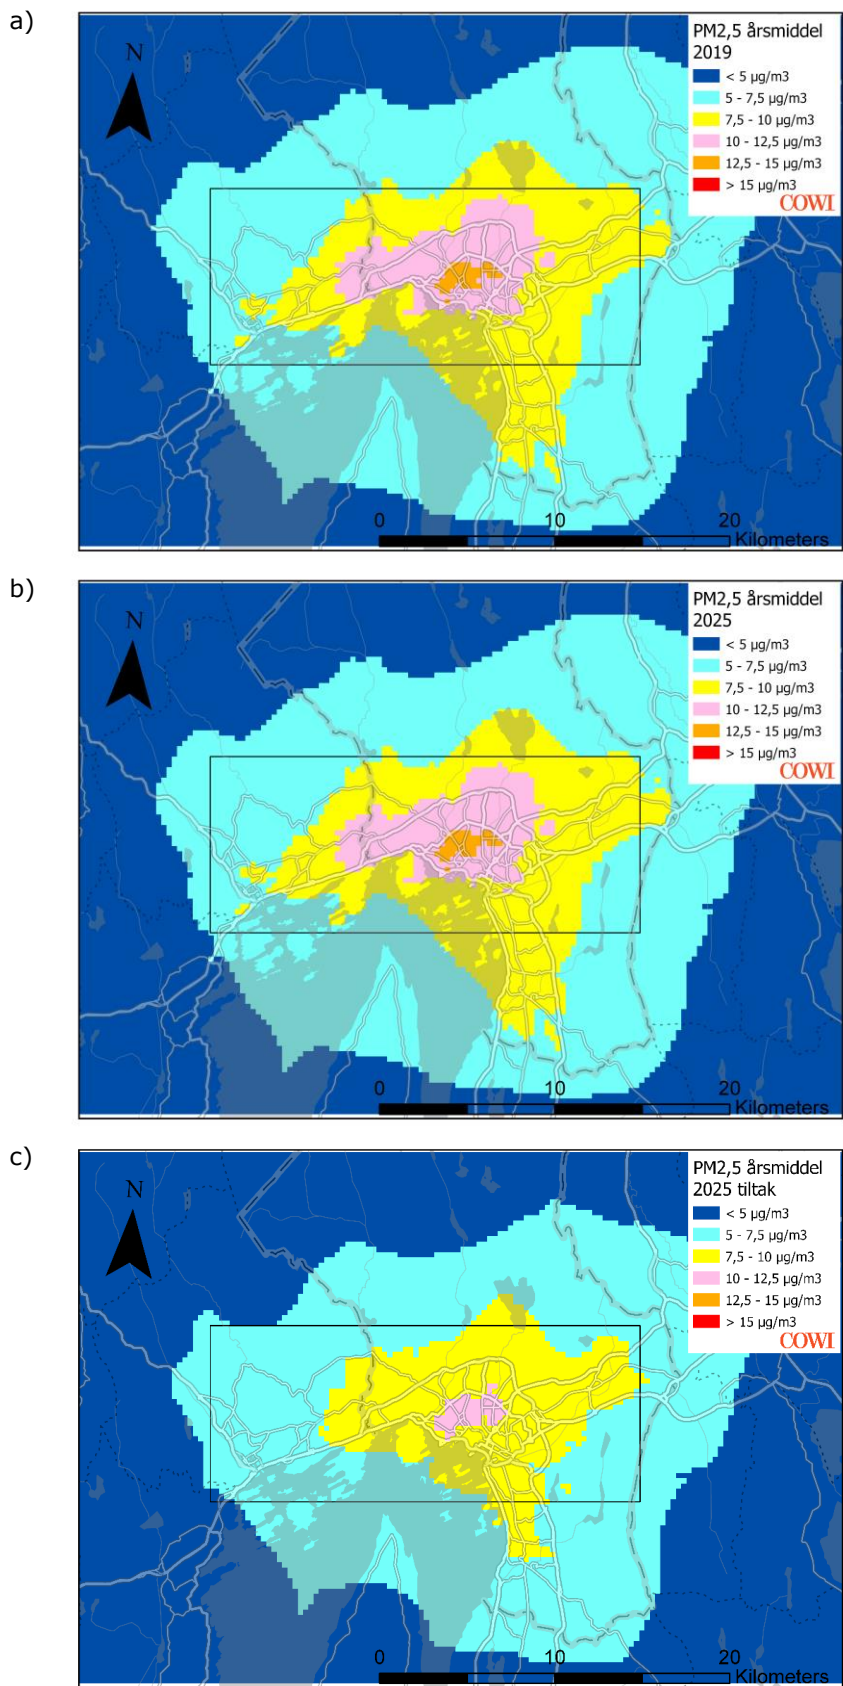 a)
N
PM2,5 årsmiddel
2019
< 5 µg/m3
5 - 7,5 µg/m3
7,5 - 10 µg/m3
10 - 12,5 µg/m3
12,5 - 15 µg/m3
> 15 µg/m3
COWI
0 10 20
Kilometers
b)
N
PM2,5 årsmiddel
2025
< 5 µg/m3
5 - 7,5 µg/m3
7,5 - 10 µg/m3
10 - 12,5 µg/m3
12,5 - 15 µg/m3
> 15 µg/m3
COWI
0 10 20
Kilometers
c)
N
PM2,5 årsmiddel
2025 tiltak
< 5 µg/m3
5 - 7,5 µg/m3
7,5 - 10 µg/m3
10 - 12,5 µg/m3
12,5 - 15 µg/m3
> 15 µg/m3
COWI
0 10 20
Kilometers